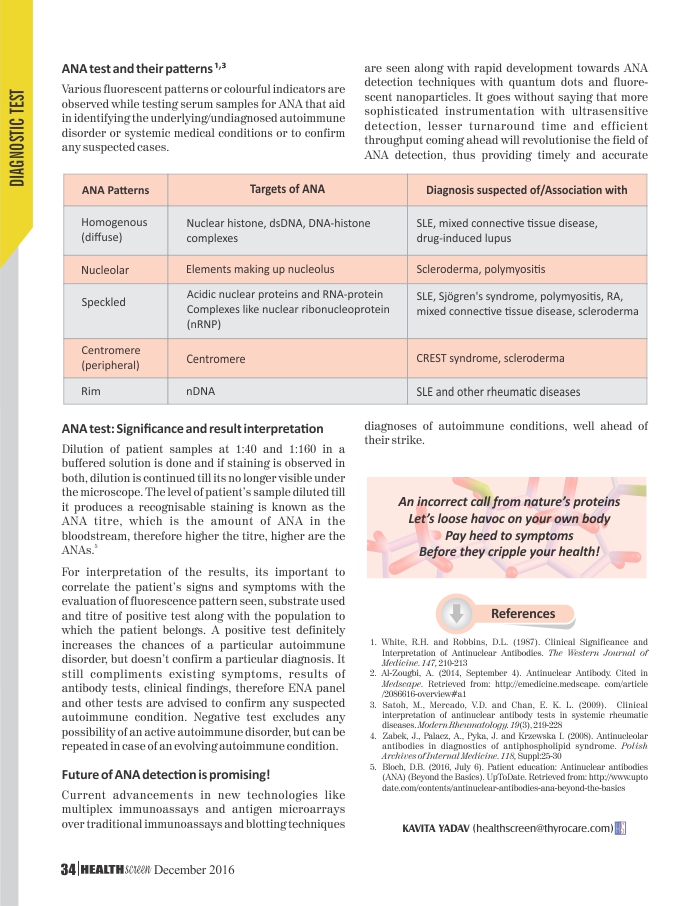 DIAGNOSTIC TEST
ANA test and their patterns 1,3
Various fluorescent patterns or colourful indicators are
observed while testing serum samples for ANA that aid
in identifying the underlying/undiagnosed autoimmune
disorder or systemic medical conditions or to confirm
any suspected cases.
are seen along with rapid development towards ANA
detection techniques with quantum dots and fluore-
scent nanoparticles. It goes without saying that more
sophisticated instrumentation with ultrasensitive
detection, lesser turnaround time and efficient
throughput coming ahead will revolutionise the field of
ANA detection, thus providing timely and accurate
ANA Patterns
Targets of ANA
Diagnosis suspected of/Association with
Homogenous
(diffuse)
Nuclear histone, dsDNA, DNA-histone
complexes
SLE, mixed connective tissue disease,
drug-induced lupus
Nucleolar
Elements making up nucleolus
Scleroderma, polymyositis
Speckled
Acidic nuclear proteins and RNA-protein
Complexes like nuclear ribonucleoprotein
(nRNP)
SLE, Sjögren's syndrome, polymyositis, RA,
mixed connective tissue disease, scleroderma
Centromere
(peripheral)
Centromere
CREST syndrome, scleroderma
Rim
nDNA
SLE and other rheumatic diseases
ANA test: Significance and result interpretation
Dilution of patient samples at 1:40 and 1:160 in a
buffered solution is done and if staining is observed in
both, dilution is continued till its no longer visible under
the microscope. The level of patient's sample diluted till
it produces a recognisable staining is known as the
ANA titre, which is the amount of ANA in the
bloodstream, therefore higher the titre, higher are the
ANAs.5
For interpretation of the results, its important to
correlate the patient's signs and symptoms with the
evaluation of fluorescence pattern seen, substrate used
and titre of positive test along with the population to
which the patient belongs. A positive test definitely
increases the chances of a particular autoimmune
disorder, but doesn't confirm a particular diagnosis. It
still compliments existing symptoms, results of
antibody tests, clinical findings, therefore ENA panel
and other tests are advised to confirm any suspected
autoimmune condition. Negative test excludes any
possibility of an active autoimmune disorder, but can be
repeated in case of an evolving autoimmune condition.
Future of ANA detection is promising!
Current advancements in new technologies like
multiplex immunoassays and antigen microarrays
over traditional immunoassays and blotting techniques
diagnoses of autoimmune conditions, well ahead of
their strike.
An incorrect call from nature's proteins
Let's loose havoc on your own body
Pay heed to symptoms
Before they cripple your health!
References
1. White, R.H. and Robbins, D.L. (1987). Clinical Significance and
Interpretation of Antinuclear Antibodies. The Western Journal of
Medicine. 147, 210-213
2. Al-Zougbi, A. (2014, September 4). Antinuclear Antibody. Cited in
Medscape. Retrieved from: http://emedicine.medscape. com/article
/2086616-overview#a1
3. Satoh, M., Mercado, V.D. and Chan, E. K. L. (2009). Clinical
interpretation of antinuclear antibody tests in systemic rheumatic
diseases. Modern Rheumatology. 19(3), 219-228
4. Zabek, J., Palacz, A., Pyka, J. and Krzewska I. (2008). Antinucleolar
antibodies in diagnostics of antiphospholipid syndrome. Polish
Archives of Internal Medicine. 118, Suppl:25-30
5. Bloch, D.B. (2016, July 6). Patient education: Antinuclear antibodies
(ANA) (Beyond the Basics). UpToDate. Retrieved from: http://www.upto
date.com/contents/antinuclear-antibodies-ana-beyond-the-basics
KAVITA YADAV (healthscreen@thyrocare.com)
34 HEALTHscreen December 2016